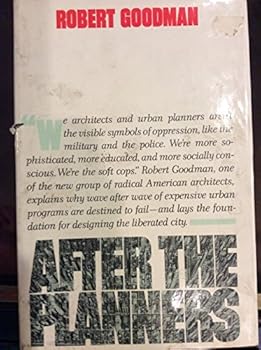 ROBERT GOODMAN
"We architects and urban planners aren't
the visible symbols of oppression, like the
military and the police. We're more so-
phisticated, more educated, and more socially con-
scious. We're the soft cops." Robert Goodman, one
of the new group of radical American architects,
explains why wave after wave of expensive urban
programs are destined to fail—and lays the foun-
dation for designing the liberated city.
AFTER THE
PLANNERS